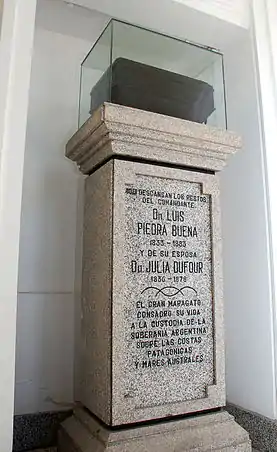 AQUI DESCANSAN LOS RESTOS
DEL COMANDANTE:
Dn. LUIS
PIEDRA BUENA
1833 - 1883
Y DE SU ESPOSA
Da. JULIA DUFOUR
1836 - 1878
EL GRAN MARAGATO
CONSAGRO SU VIDA
A LA CUSTODIA DE LA
SOBERANIA ARGENTINA
SOBRE LAS COSTAS
PATAGONICAS
Y MARES AUSTRALES